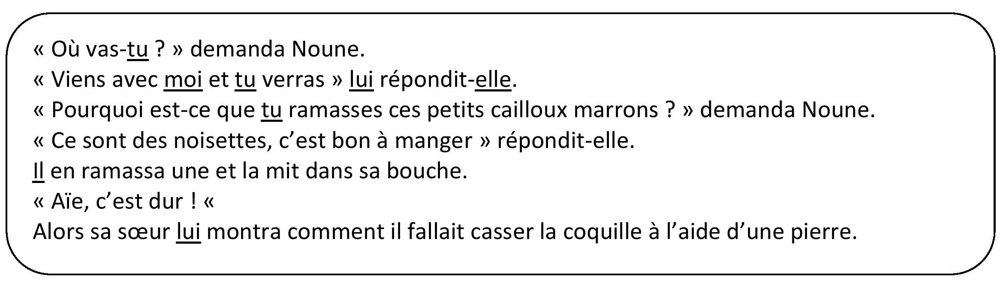 « Où vas-tu ? » demanda Noune.
« Viens avec moi et tu verras » lui répondit-elle.
« Pourquoi est-ce que tu ramasses ces petits cailloux marrons ? » demanda Noune.
« Ce sont des noisettes, c’est bon à manger » répondit-elle.
Il en ramassa une et la mit dans sa bouche.
« Aïe, c’est dur ! «
Alors sa sœur lui montra comment il fallait casser la coquille à l’aide d’une pierre.